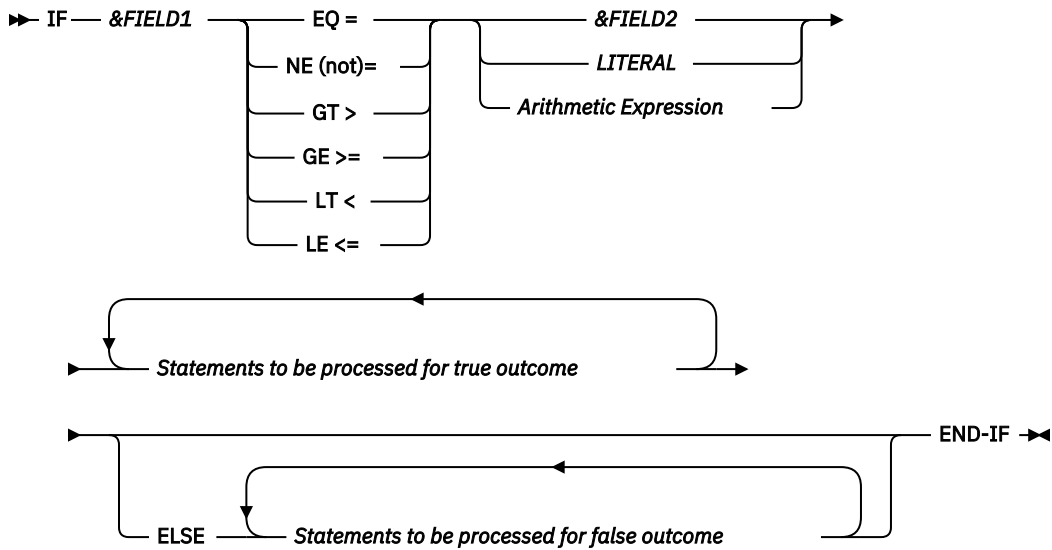 IF &FIELD1 EQ = &FIELD2
NE (not)= LITERAL
GT > Arithmetic Expression
GE >=
LT <
LE <=
Statements to be processed for true outcome
END-IF
ELSE Statements to be processed for false outcome